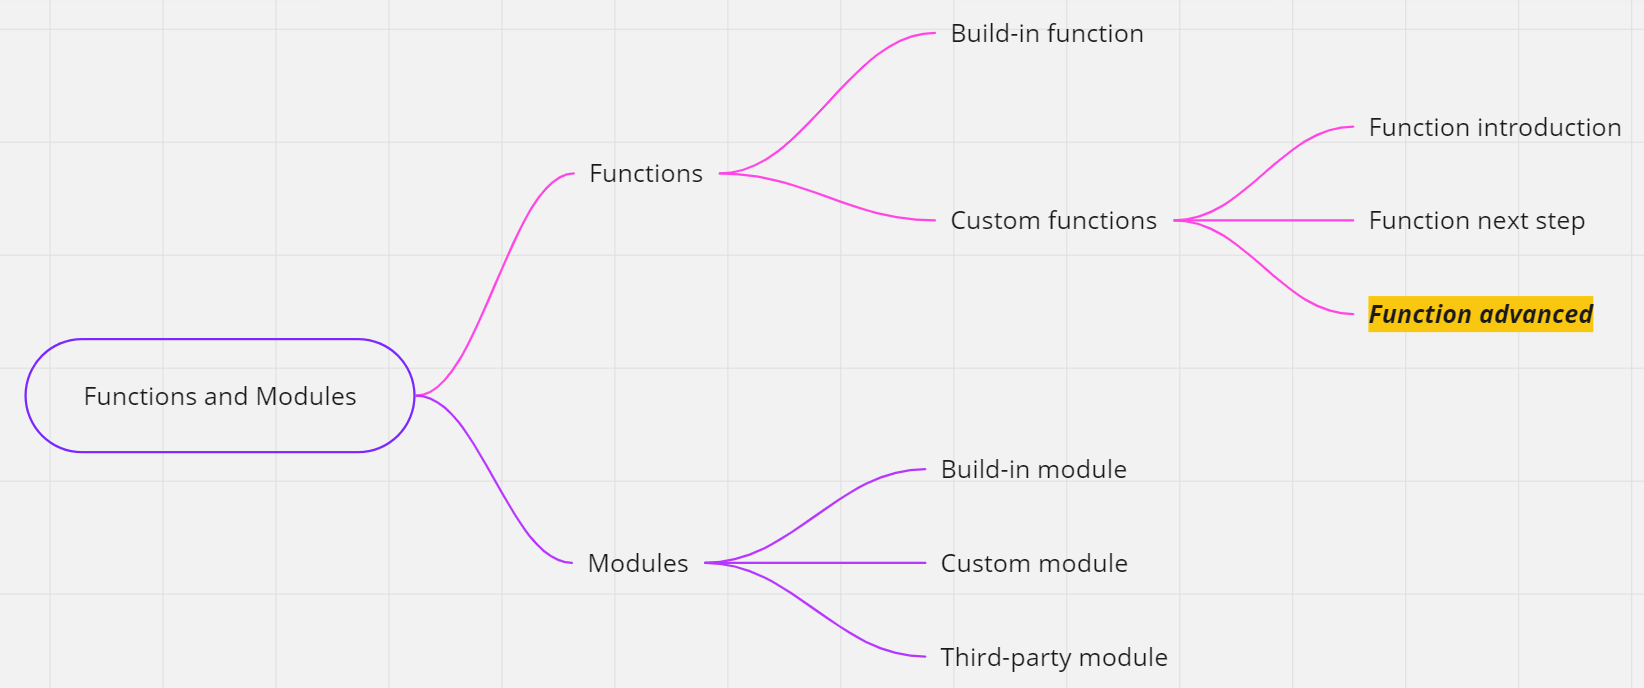 Functions and Modules
Functions
Build-in function
Custom functions
Function introduction
Function next step
Function advanced
Modules
Build-in module
Custom module
Third-party module